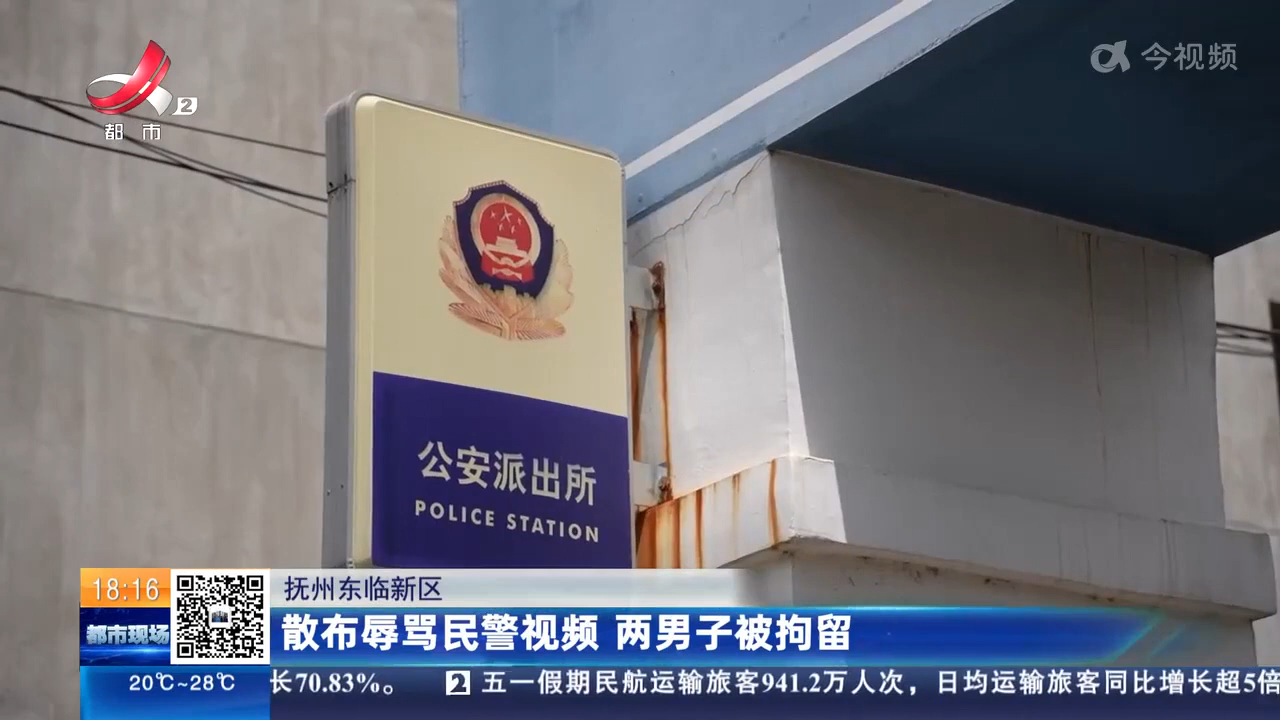 2
都 市
今视频
公安派出所
POLICE STATION
18:16
抚州东临新区
都市现场
散布辱骂民警视频 两男子被拘留
20℃~28℃
长70.83%。 2 五一假期民航运输旅客941.2万人次，日均运输旅客同比增长超5倍